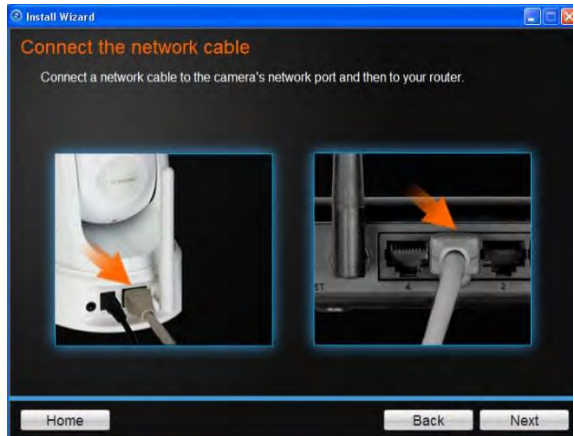 Install Wizard
Connect the network cable
Connect a network cable to the camera's network port and then to your router.
ST
4
2
Home
Back
Next